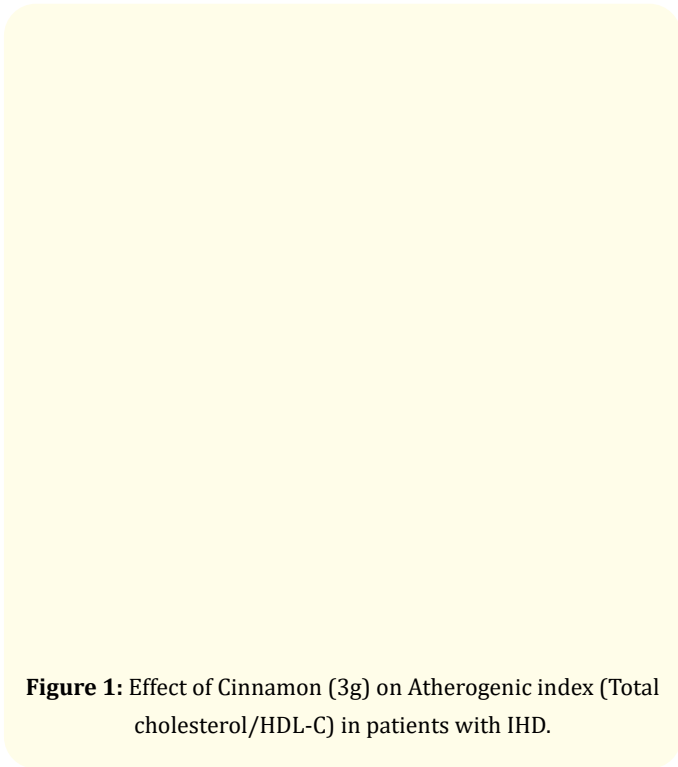 Figure 1: Effect of Cinnamon (3g) on Atherogenic index (Total
cholesterol/HDL-C) in patients with IHD.